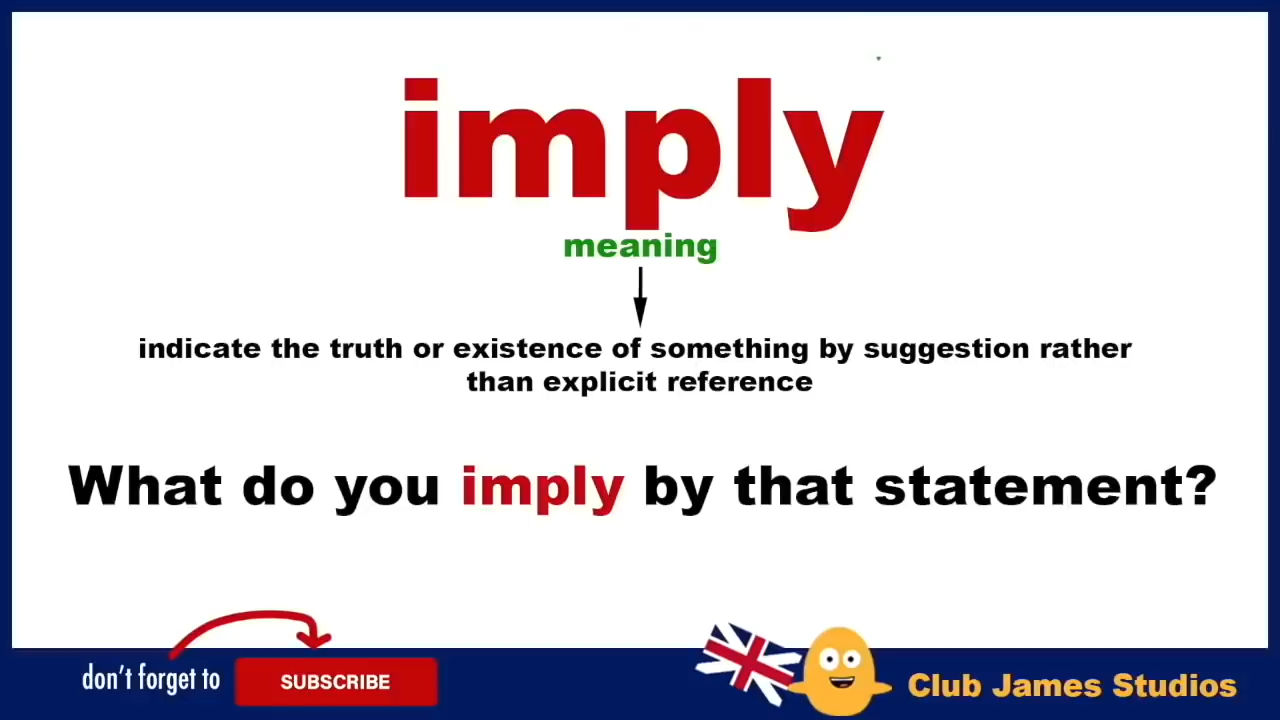 imply
meaning
indicate the truth or existence of something by suggestion rather
than explicit reference
What do you imply by that statement?
don't forget to
SUBSCRIBE
Club James Studios